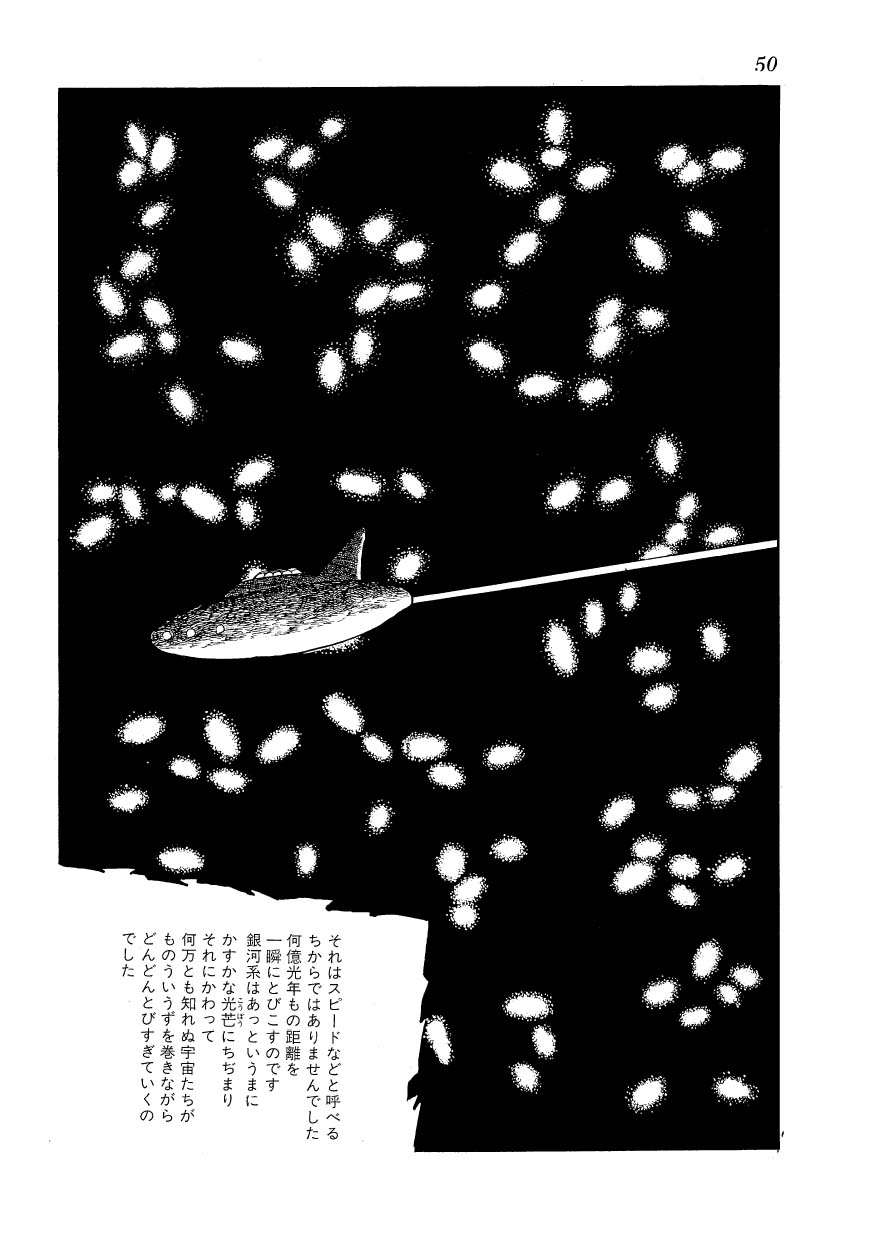 50
それはスピードなどと呼べる
ちからではありませんでした
何億光年もの距離を
一瞬にとびこすのです
銀河系はあっというまに
かすかな光芒にちぢまり
こうぼう
それにかわって
何万とも知れぬ宇宙たちが
ものういうずを巻きながら
どんどんとびすぎていくの
でした